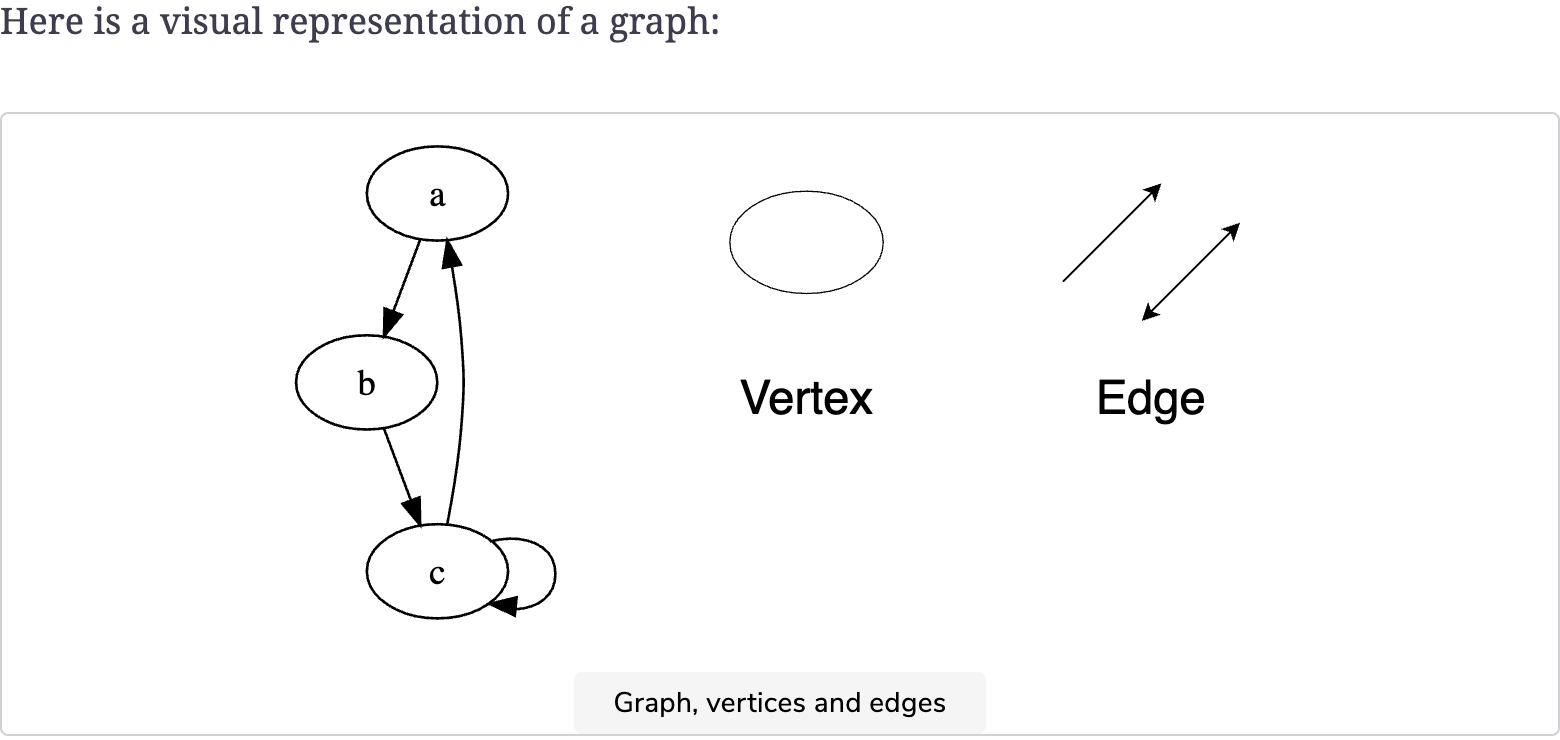 Here is a visual representation of a graph:
a
b
c
Vertex
Edge
Graph, vertices and edges